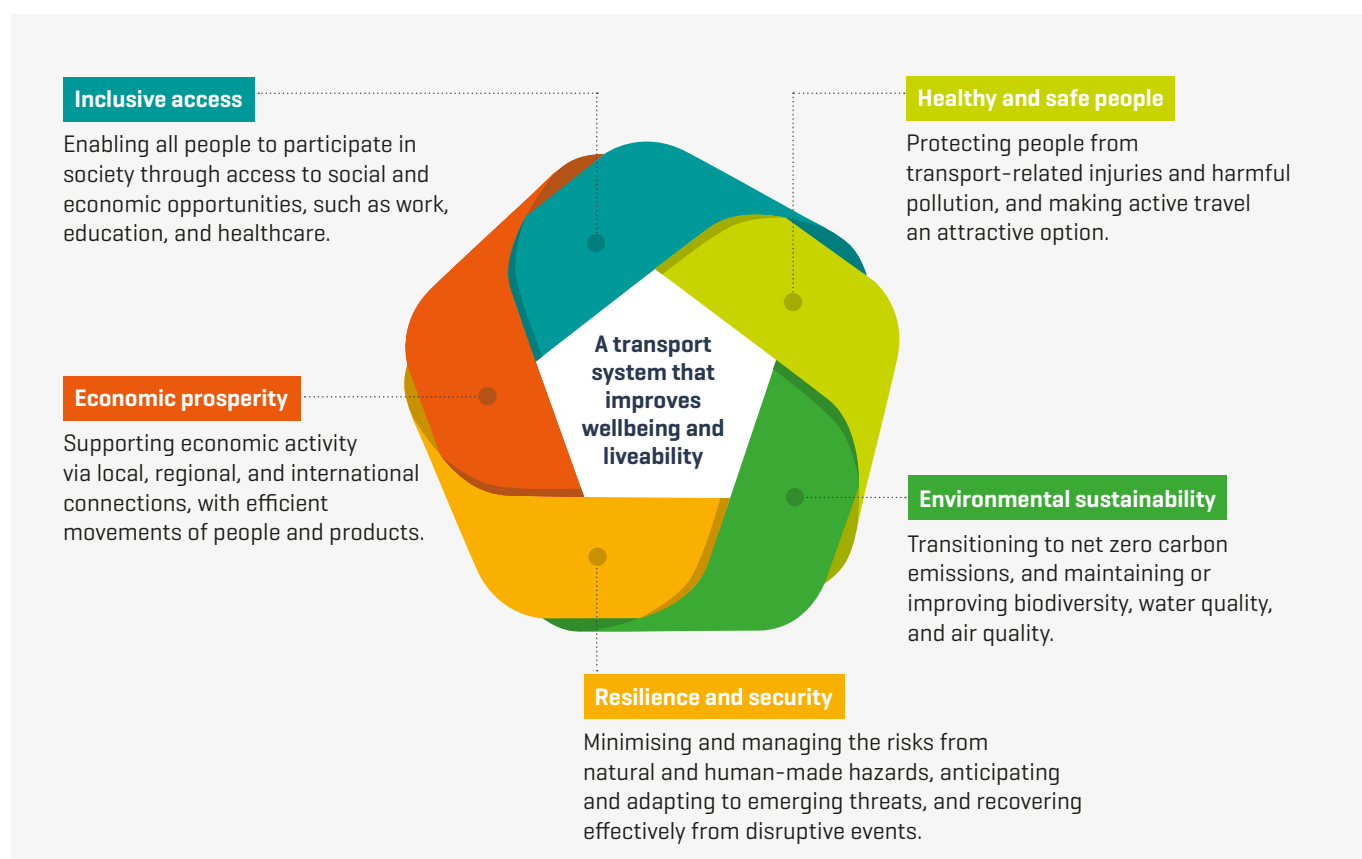 Inclusive access
Enabling all people to participate in
society through access to social and
economic opportunities, such as work,
education, and healthcare.
Healthy and safe people
Protecting people from
transport-related injuries and harmful
pollution, and making active travel
an attractive option.
A transport
system that
improves
wellbeing and
liveability
Economic prosperity
Supporting economic activity
via local, regional, and international
connections, with efficient
movements of people and products.
Environmental sustainability
Transitioning to net zero carbon
emissions, and maintaining or
improving biodiversity, water quality,
and air quality.
Resilience and security
Minimising and managing the risks from
natural and human-made hazards, anticipating
and adapting to emerging threats, and recovering
effectively from disruptive events.